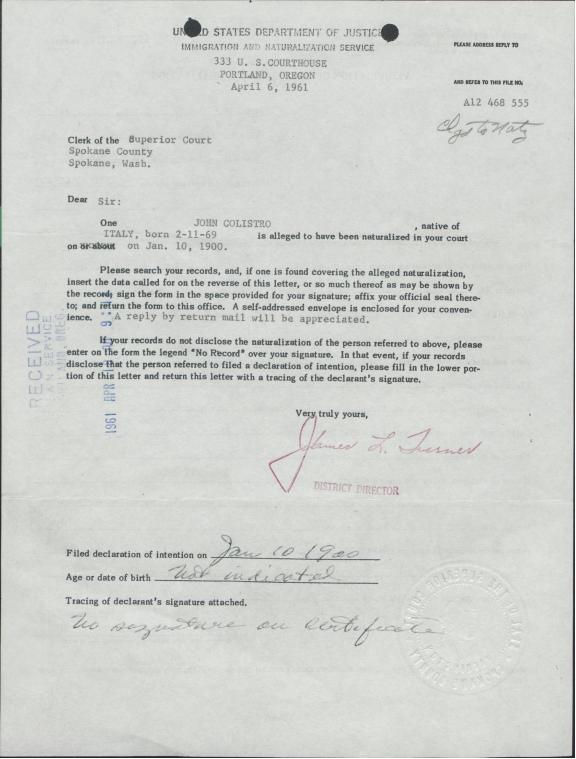 UNITED STATES DEPARTMENT OF JUSTICE
IMMIGRATION AND NATURALIZATION SERVICE
333 U. S. COURTHOUSE
PORTLAND, OREGON
April 6, 1961
PLEASE ADDRESS REPLY TO
AND REFER TO THIS FILE NO.
A12 468 555
to Natz
Clerk of the Superior Court
Spokane County
Spokane, Wash.
Dear Sir:
One JOHN COLISTRO , native of
ITALY, born 2-11-69 is alleged to have been naturalized in your court
on or about on Jan. 10, 1900.
Please search your records, and, if one is found covering the alleged naturalization,
insert the data called for on the reverse of this letter, or so much thereof as may be shown by
the record; sign the form in the space provided for your signature; affix your official seal there-
to; and return the form to this office. A self-addressed envelope is enclosed for your conven-
ience. A reply by return mail will be appreciated.
If your records do not disclose the naturalization of the person referred to above, please
enter on the form the legend "No Record" over your signature. In that event, if your records
disclose that the person referred to filed a declaration of intention, please fill in the lower por-
tion of this letter and return this letter with a tracing of the declarant's signature.
RECEIVED
1961 APR
Very truly yours,
James L. Turner
DISTRICT DIRECTOR
Filed declaration of intention on Jan 10 1900
Age or date of birth Not indicated
Tracing of declarant's signature attached.
No signature on certificate